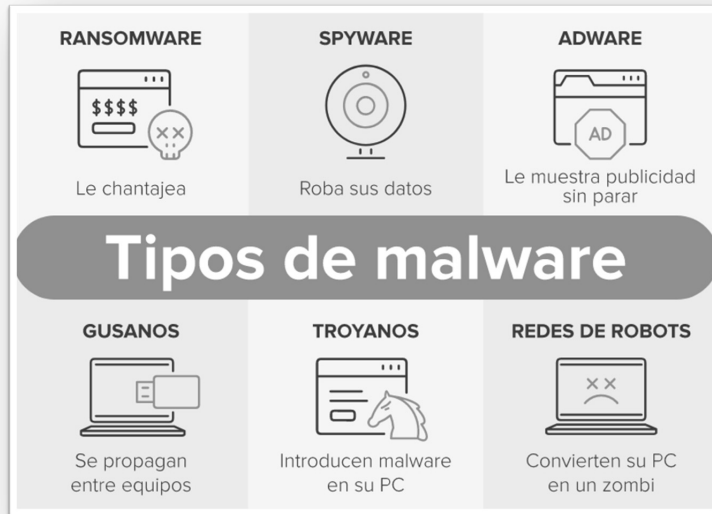 RANSOMWARE
SPYWARE
ADWARE
$$$$
AD
Le chantajea
Roba sus datos
Le muestra publicidad
sin parar
Tipos de malware
GUSANOS
TROYANOS
REDES DE ROBOTS
Se propagan
entre equipos
Introducen malware
en su PC
Convierten su PC
en un zombi